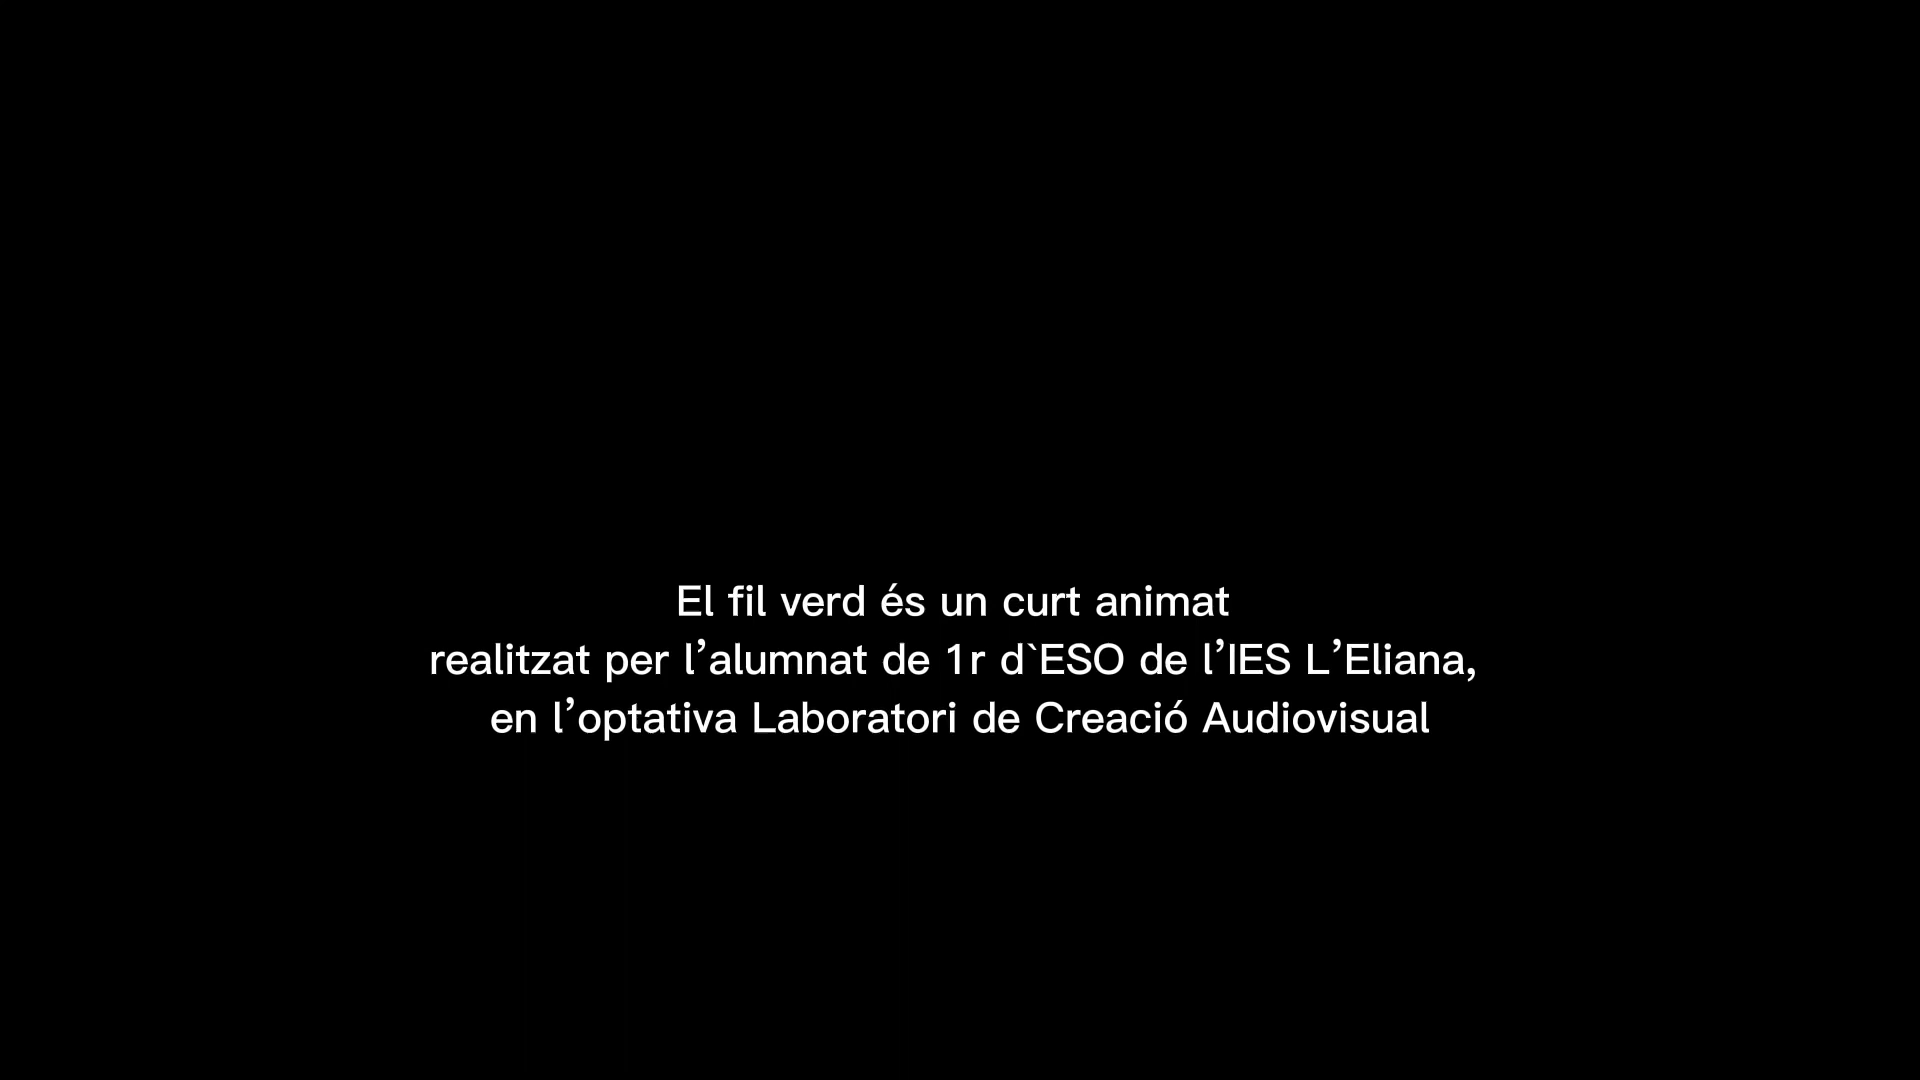 El fil verd és un curt animat
realitzat per l’alumnat de 1r d`ESO de l’IES L’Eliana,
en l’optativa Laboratori de Creació Audiovisual